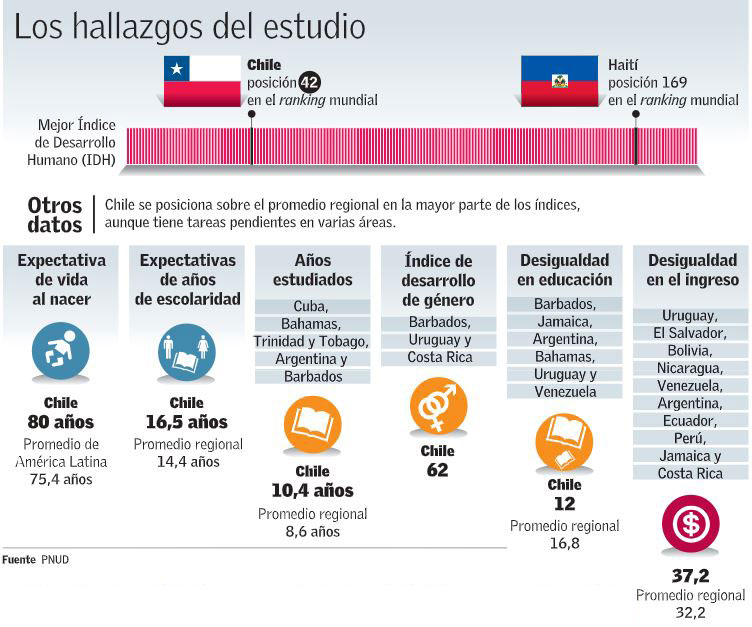 Los hallazgos del estudio
Chile
posición 42
en el ranking mundial
Haití
posición 169
en el ranking mundial
Mejor Índice
de Desarrollo
Humano (IDH)
Otros
datos
Chile se posiciona sobre el promedio regional en la mayor parte de los índices,
aunque tiene tareas pendientes en varias áreas.
Expectativa
de vida
al nacer
Chile
80 años
Promedio de
América Latina
75,4 años
Expectativas
de años
de escolaridad
Chile
16,5 años
Promedio regional
14,4 años
Años
estudiados
Cuba,
Bahamas,
Trinidad y Tobago,
Argentina y
Barbados
Chile
10,4 años
Promedio regional
8,6 años
Índice de
desarrollo
de género
Barbados,
Uruguay y
Costa Rica
Chile
62
Desigualdad
en educación
Barbados,
Jamaica,
Argentina,
Bahamas,
Uruguay y
Venezuela
Chile
12
Promedio regional
16,8
Desigualdad
en el ingreso
Uruguay,
El Salvador,
Bolivia,
Nicaragua,
Venezuela,
Argentina,
Ecuador,
Perú,
Jamaica y
Costa Rica
$
37,2
Promedio regional
32,2
Fuente PNUD